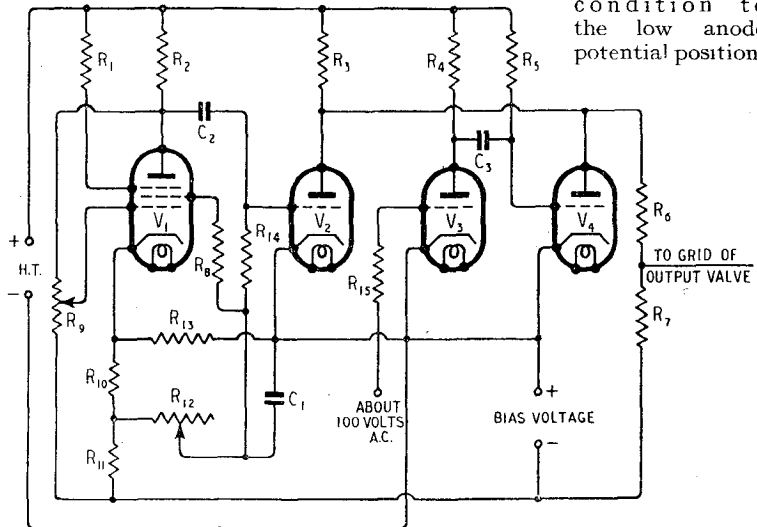 condition to
the low anode
potential position
R1
R2
R3
R4
R5
C2
C3
V1
V2
V3
V4
R6
R14
R8
+
H.T.
−
R15
TO GRID OF
OUTPUT VALVE
R9
R7
R13
R10
R12
C1
ABOUT
100 VOLTS
A.C.
+
BIAS VOLTAGE
−
R11